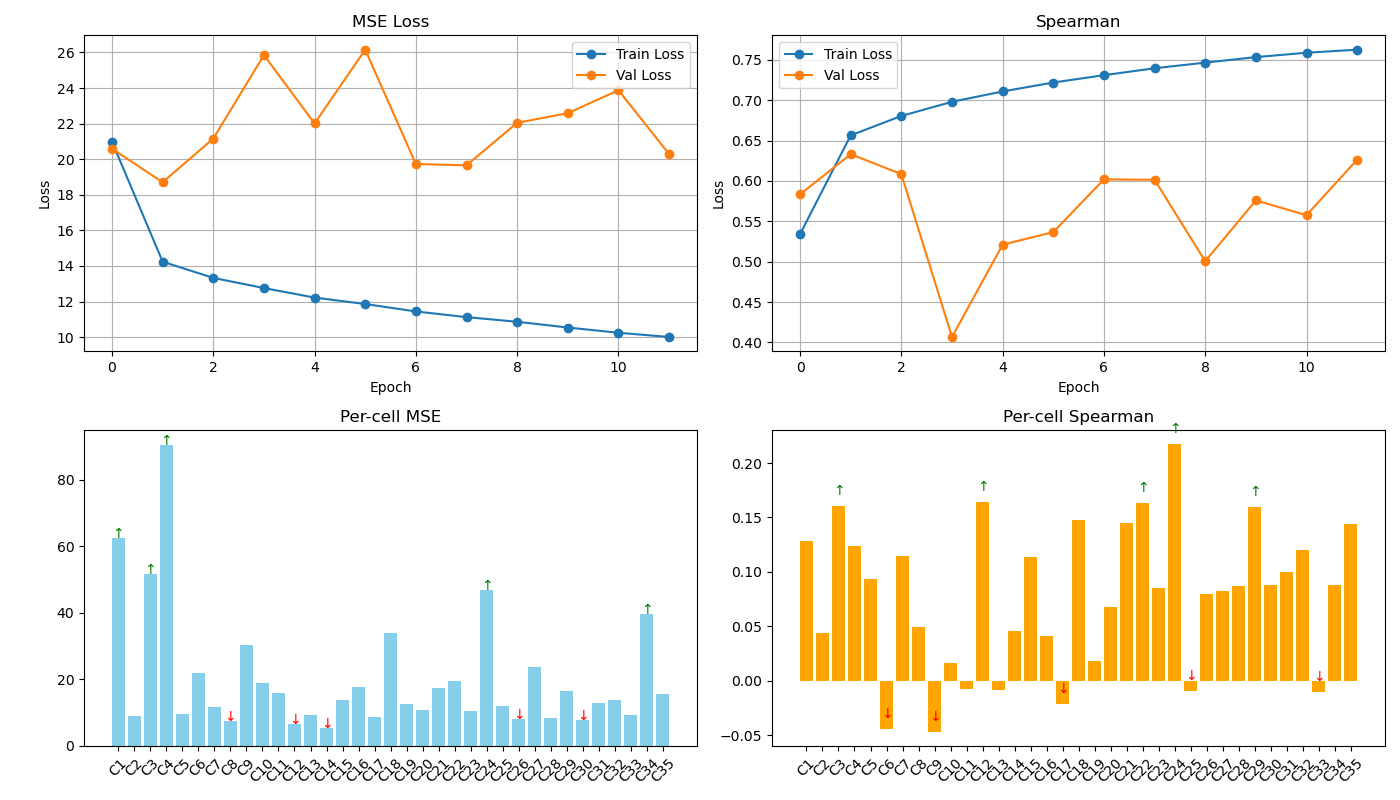 MSE Loss
26
24
22
20
18
16
14
12
10
Loss
Train Loss
Val Loss
0 2 4 6 8 10
Epoch
Spearman
0.75
0.70
0.65
0.60
0.55
0.50
0.45
0.40
Loss
Train Loss
Val Loss
0 2 4 6 8 10
Epoch
Per-cell MSE
80
60
40
20
0
↑ ↑ ↑ ↓ ↓ ↓ ↑ ↓ ↓ ↑
C1 C2 C3 C4 C5 C6 C7 C8 C9 C10 C11 C12 C13 C14 C15 C16 C17 C18 C19 C20 C21 C22 C23 C24 C25 C26 C27 C28 C29 C30 C31 C32 C33 C34 C35
Per-cell Spearman
0.20
0.15
0.10
0.05
0.00
−0.05
↑ ↓ ↓ ↑ ↓ ↑ ↑ ↓ ↑ ↓
C1 C2 C3 C4 C5 C6 C7 C8 C9 C10 C11 C12 C13 C14 C15 C16 C17 C18 C19 C20 C21 C22 C23 C24 C25 C26 C27 C28 C29 C30 C31 C32 C33 C34 C35